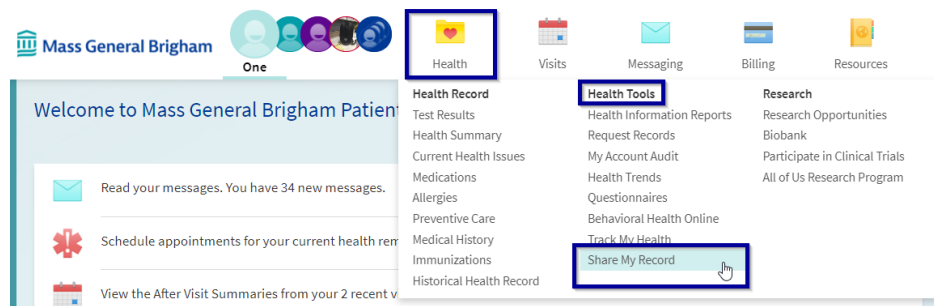 Mass General Brigham
One
Health
Visits
Messaging
Billing
Resources
Welcome to Mass General Brigham Patien
Read your messages. You have 34 new messages.
Schedule appointments for your current health rem
View the After Visit Summaries from your 2 recent v
Health Record
Test Results
Health Summary
Current Health Issues
Medications
Allergies
Preventive Care
Medical History
Immunizations
Historical Health Record
Health Tools
Health Information Reports
Request Records
My Account Audit
Health Trends
Questionnaires
Behavioral Health Online
Track My Health
Share My Record
Research
Research Opportunities
Biobank
Participate in Clinical Trials
All of Us Research Program